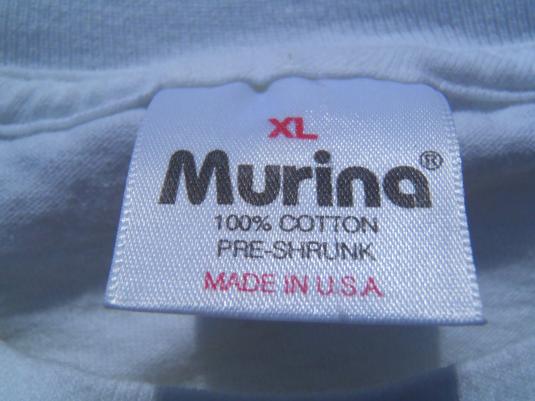 XL
Murina®
100% COTTON
PRE-SHRUNK
MADE IN U.S.A.